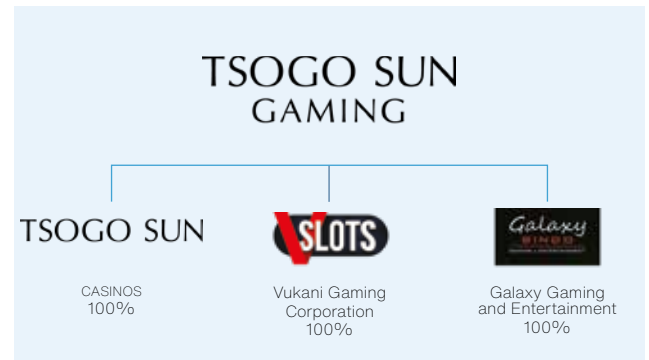 TSOGO SUN
GAMING
TSOGO SUN
CASINOS
100%
VSLOTS
Vukani Gaming
Corporation
100%
Galaxy
BINGO
Galaxy Gaming
and Entertainment
100%